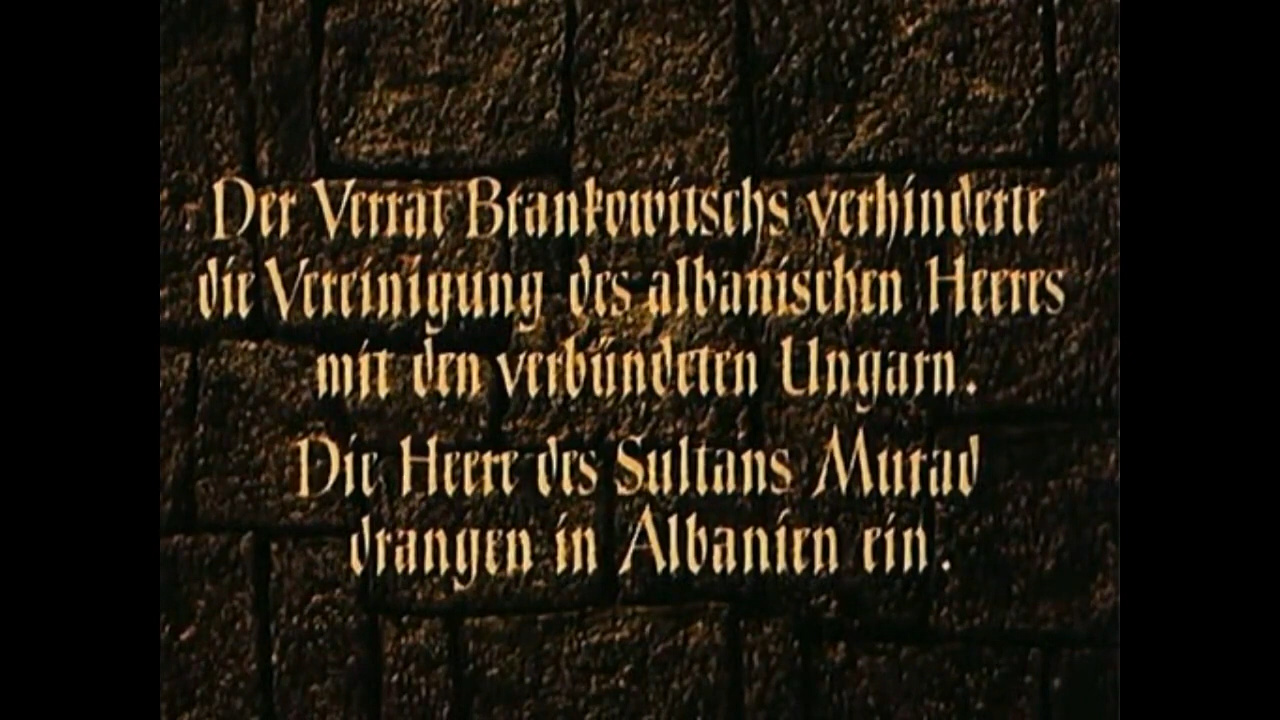 Der Verrat Brankowitschs verhinderte
die Vereinigung des albanischen Heeres
mit den verbündeten Ungarn.
Die Heere des Sultans Murad
drangen in Albanien ein.